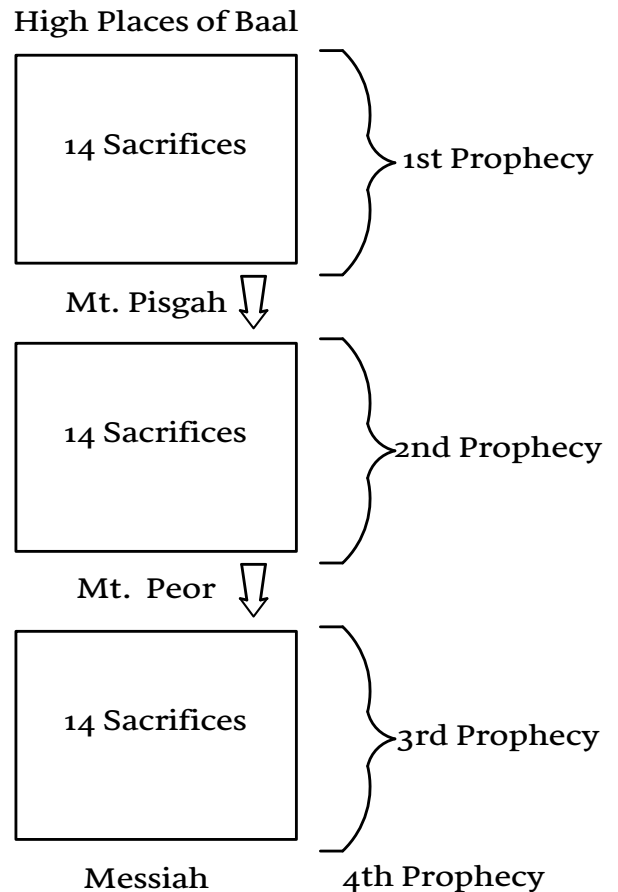 High Places of Baal
14 Sacrifices
1st Prophecy
Mt. Pisgah
14 Sacrifices
2nd Prophecy
Mt. Peor
14 Sacrifices
3rd Prophecy
Messiah
4th Prophecy